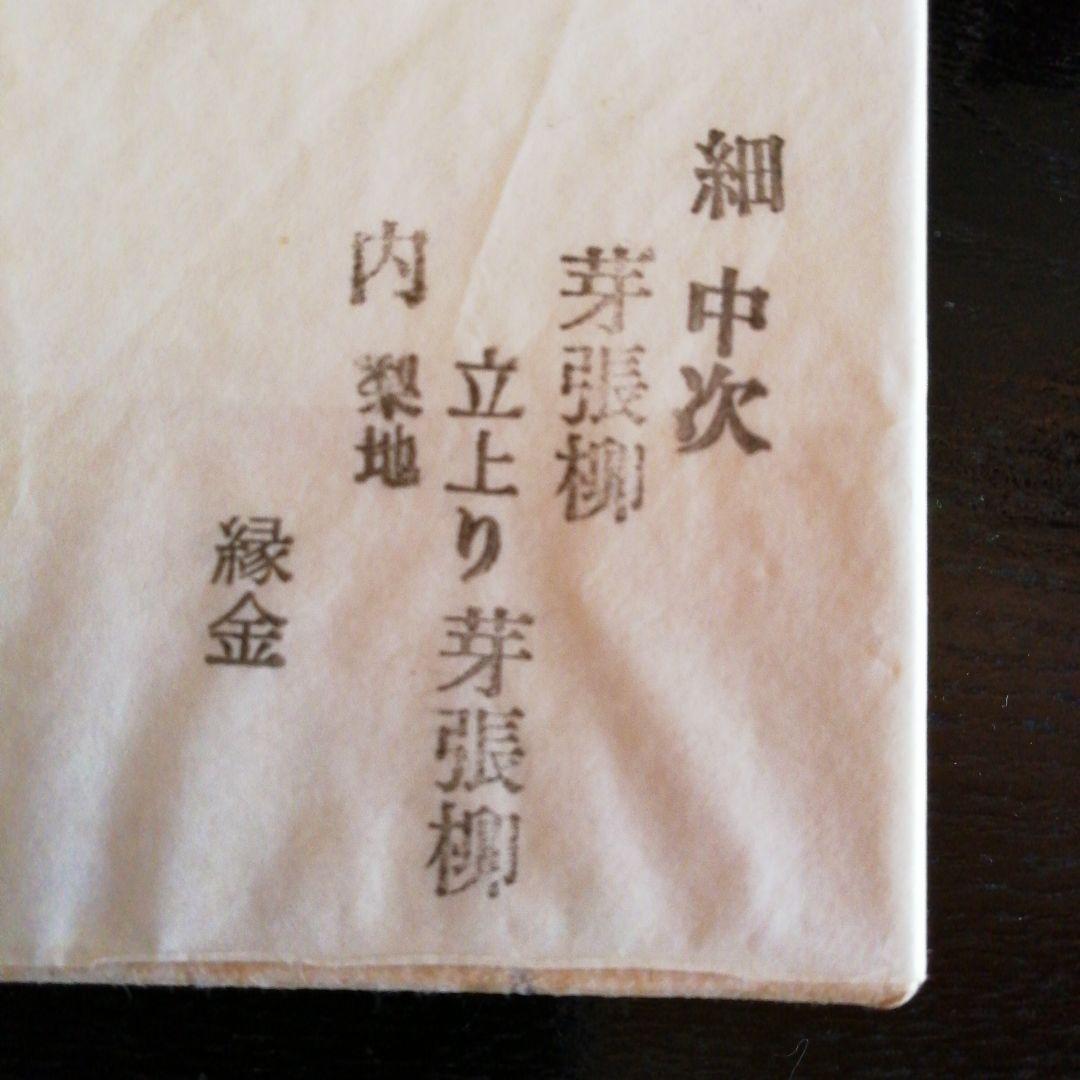 細 中次
芽張柳
立上り 芽張柳
内 梨地
縁金